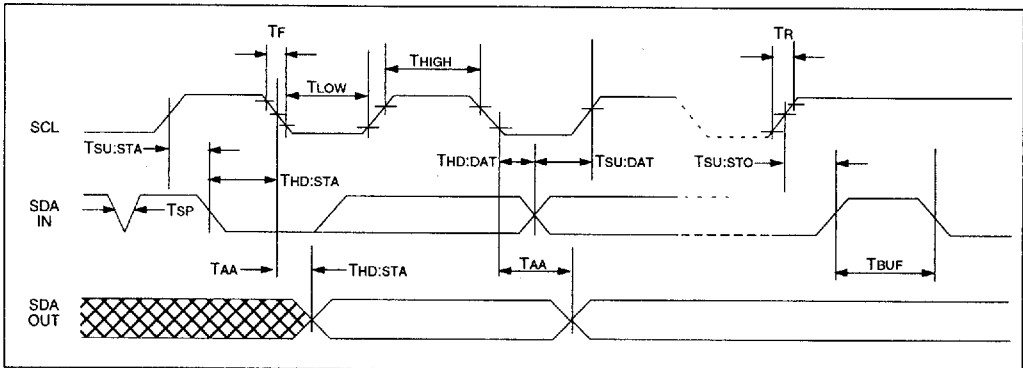 TF
TR
THIGH
TLOW
SCL
TSU:STA
THD:DAT
TSU:DAT
TSU:STO
THD:STA
SDA
IN
TSP
TAA
THD:STA
TAA
TBUF
SDA
OUT